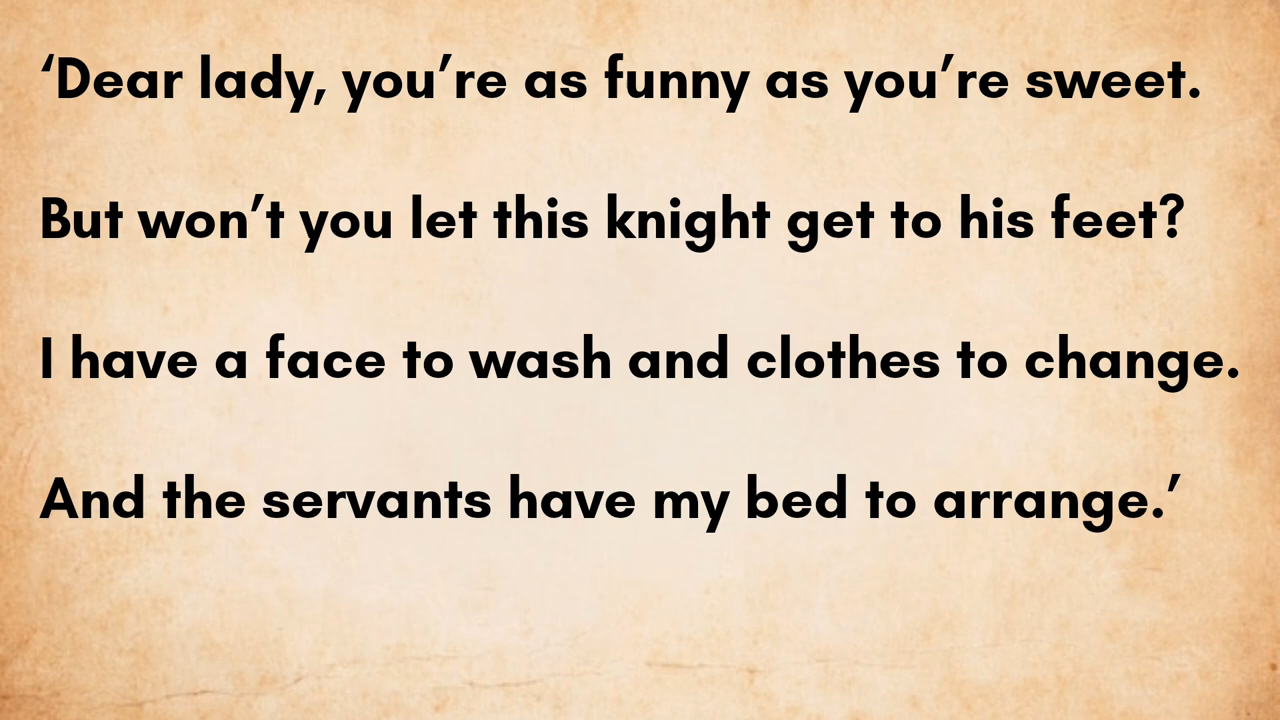 ‘Dear lady, you’re as funny as you’re sweet.
But won’t you let this knight get to his feet?
I have a face to wash and clothes to change.
And the servants have my bed to arrange.’